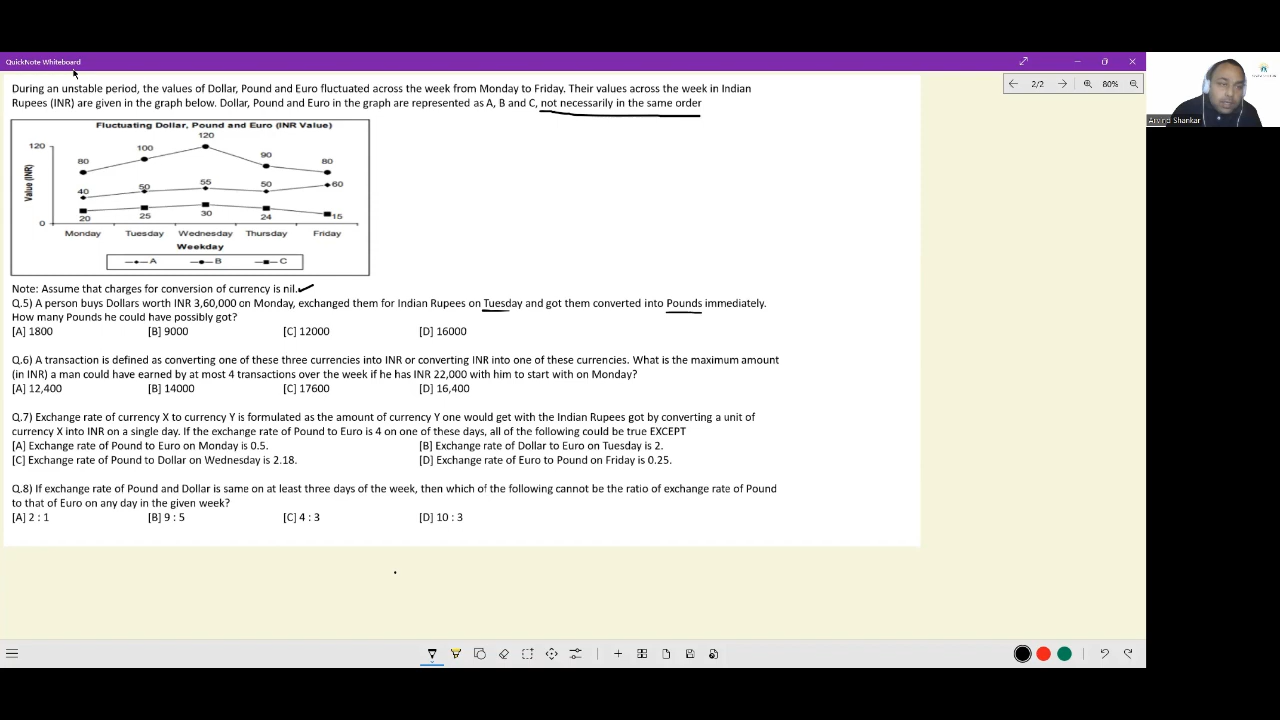 QuickNote Whiteboard
During an unstable period, the values of Dollar, Pound and Euro fluctuated across the week from Monday to Friday. Their values across the week in Indian
Rupees (INR) are given in the graph below. Dollar, Pound and Euro in the graph are represented as A, B and C, not necessarily in the same order
2/2
80%
Arvind Shankar
Fluctuating Dollar, Pound and Euro (INR Value)
120
80 100 120 90 80
40 50 55 50 60
20 25 30 24 15
0
Value (INR)
Monday Tuesday Wednesday Thursday Friday
Weekday
A B C
Note: Assume that charges for conversion of currency is nil.
Q.5) A person buys Dollars worth INR 3,60,000 on Monday, exchanged them for Indian Rupees on Tuesday and got them converted into Pounds immediately.
How many Pounds he could have possibly got?
[A] 1800 [B] 9000 [C] 12000 [D] 16000
Q.6) A transaction is defined as converting one of these three currencies into INR or converting INR into one of these currencies. What is the maximum amount
(in INR) a man could have earned by at most 4 transactions over the week if he has INR 22,000 with him to start with on Monday?
[A] 12,400 [B] 14000 [C] 17600 [D] 16,400
Q.7) Exchange rate of currency X to currency Y is formulated as the amount of currency Y one would get with the Indian Rupees got by converting a unit of
currency X into INR on a single day. If the exchange rate of Pound to Euro is 4 on one of these days, all of the following could be true EXCEPT
[A] Exchange rate of Pound to Euro on Monday is 0.5. [B] Exchange rate of Dollar to Euro on Tuesday is 2.
[C] Exchange rate of Pound to Dollar on Wednesday is 2.18. [D] Exchange rate of Euro to Pound on Friday is 0.25.
Q.8) If exchange rate of Pound and Dollar is same on at least three days of the week, then which of the following cannot be the ratio of exchange rate of Pound
to that of Euro on any day in the given week?
[A] 2 : 1 [B] 9 : 5 [C] 4 : 3 [D] 10 : 3